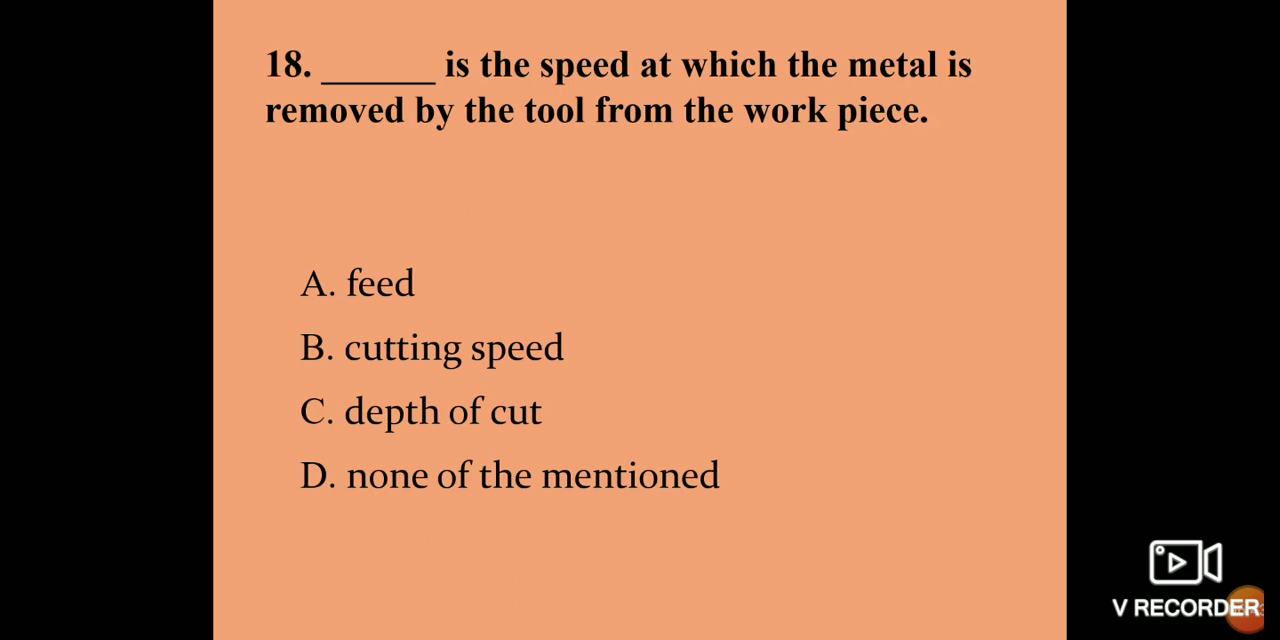 18. ______ is the speed at which the metal is
removed by the tool from the work piece.
A. feed
B. cutting speed
C. depth of cut
D. none of the mentioned
V RECORDER